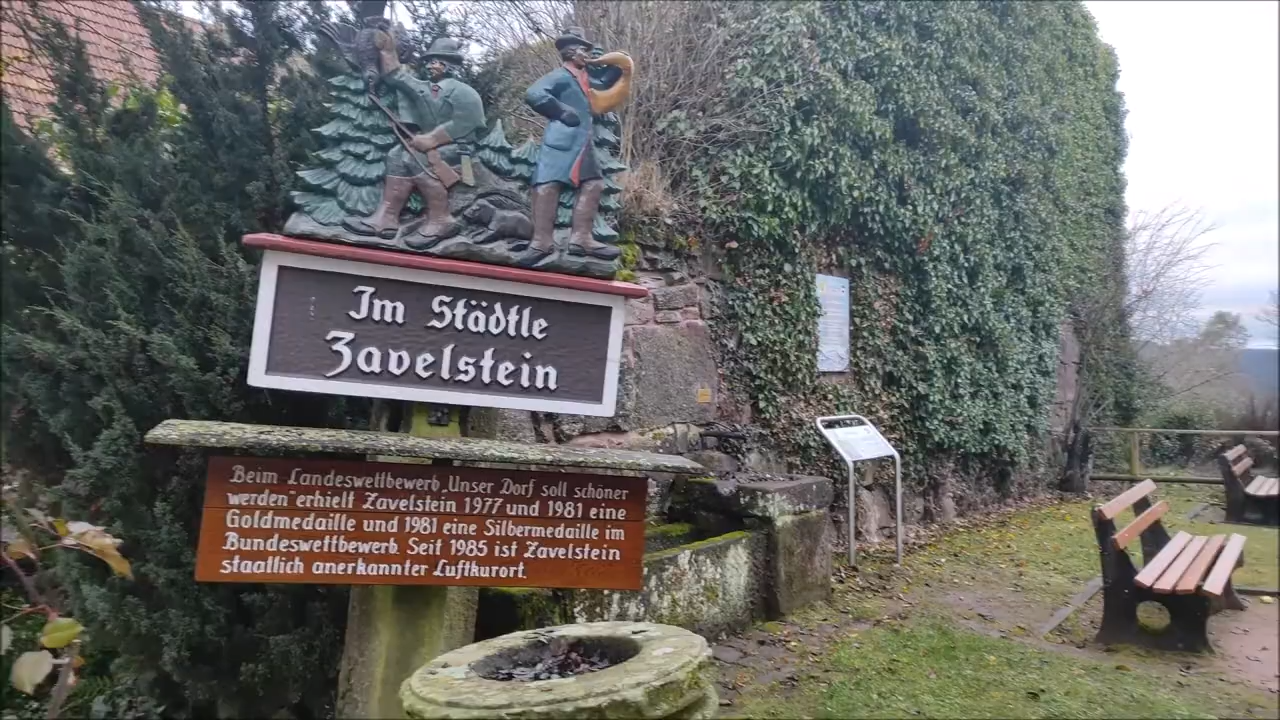 Im Städtle
Zavelstein
Beim Landeswettbewerb „Unser Dorf soll schöner
werden" erhielt Zavelstein 1977 und 1981 eine
Goldmedaille und 1981 eine Silbermedaille im
Bundeswettbewerb. Seit 1985 ist Zavelstein
staatlich anerkannter Luftkurort.